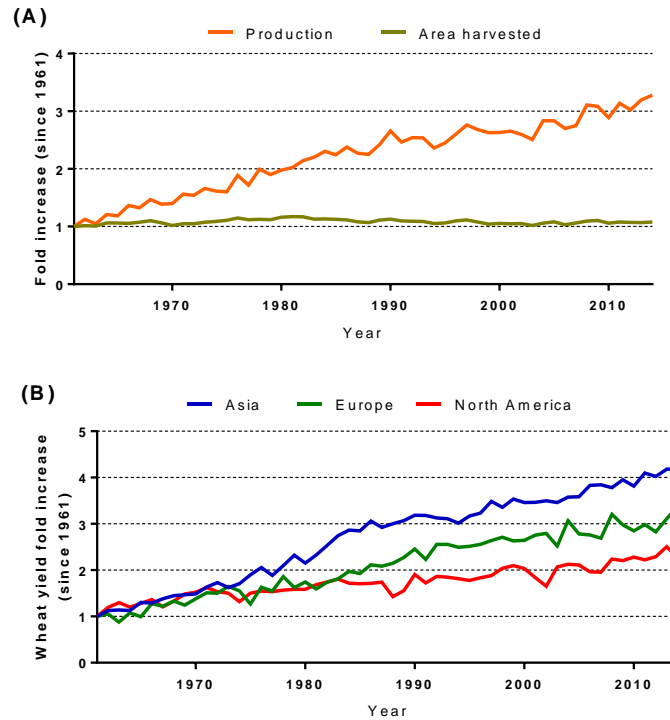 (A)
Production Area harvested
Fold increase (since 1961)
4
3
2
1
0
1970 1980 1990 2000 2010
Year
(B)
Asia Europe North America
Wheat yield fold increase
(since 1961)
5
4
3
2
1
0
1970 1980 1990 2000 2010
Year